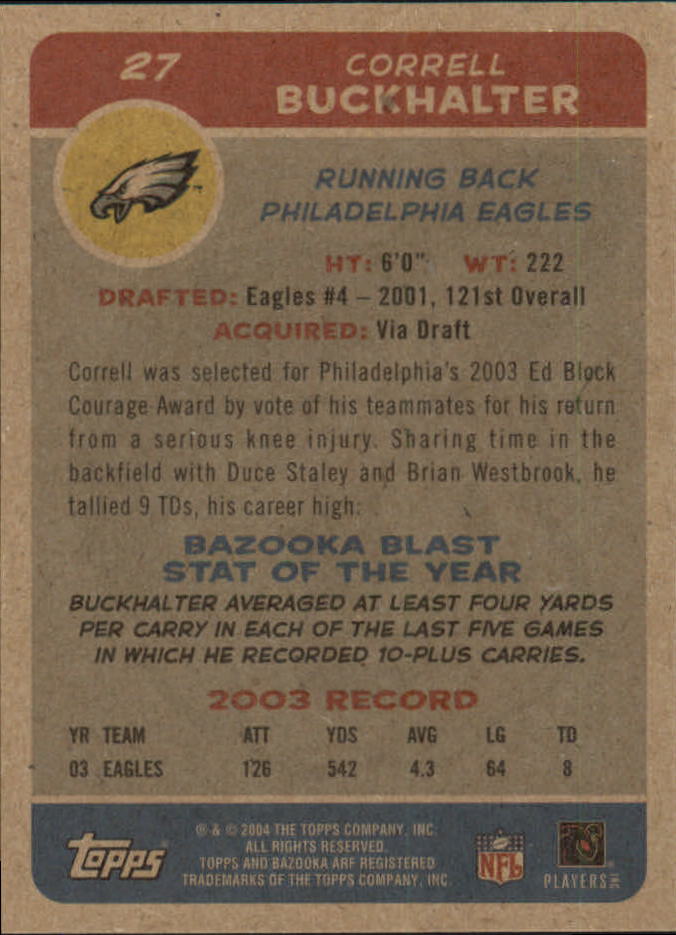 27
CORRELL
BUCKHALTER
™
RUNNING BACK
PHILADELPHIA EAGLES
HT: 6'0" WT: 222
DRAFTED: Eagles #4 – 2001, 121st Overall
ACQUIRED: Via Draft
Correll was selected for Philadelphia's 2003 Ed Block
Courage Award by vote of his teammates for his return
from a serious knee injury. Sharing time in the
backfield with Duce Staley and Brian Westbrook, he
tallied 9 TDs, his career high.
BAZOOKA BLAST
STAT OF THE YEAR
BUCKHALTER AVERAGED AT LEAST FOUR YARDS
PER CARRY IN EACH OF THE LAST FIVE GAMES
IN WHICH HE RECORDED 10-PLUS CARRIES.
2003 RECORD
YR TEAM ATT YDS AVG LG TD
03 EAGLES 126 542 4.3 64 8
topps
® & © 2004 THE TOPPS COMPANY, INC.
ALL RIGHTS RESERVED.
TOPPS AND BAZOOKA ARE REGISTERED
TRADEMARKS OF THE TOPPS COMPANY, INC.
NFL
PLAYERS INC